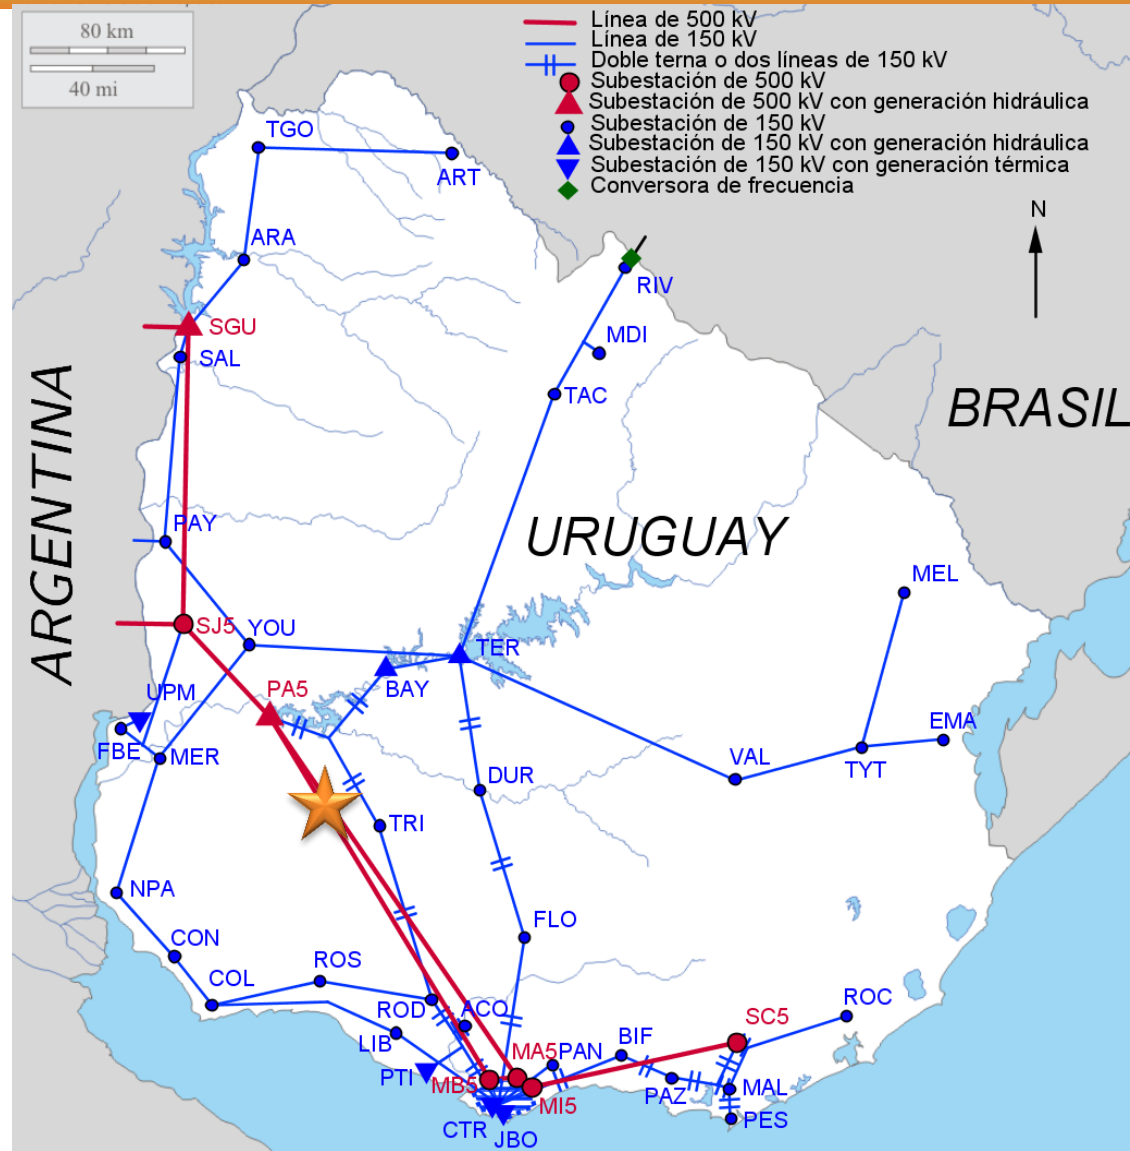 80 km
40 mi
Línea de 500 kV
Línea de 150 kV
Doble terna o dos líneas de 150 kV
Subestación de 500 kV
Subestación de 500 kV con generación hidráulica
Subestación de 150 kV
Subestación de 150 kV con generación hidráulica
Subestación de 150 kV con generación térmica
Conversora de frecuencia
N
TGO
ART
ARA
RIV
SGU
MDI
SAL
TAC
ARGENTINA
BRASIL
PAY
URUGUAY
MEL
SJ5
YOU
TER
BAY
UPM
PA5
FBE
MER
EMA
VAL
TYT
DUR
TRI
NPA
FLO
CON
ROS
COL
ROD
ACO
ROC
SC5
LIB
BIF
MA5
PAN
PTI
MB5
MI5
PAZ
MAL
PES
CTR
JBO